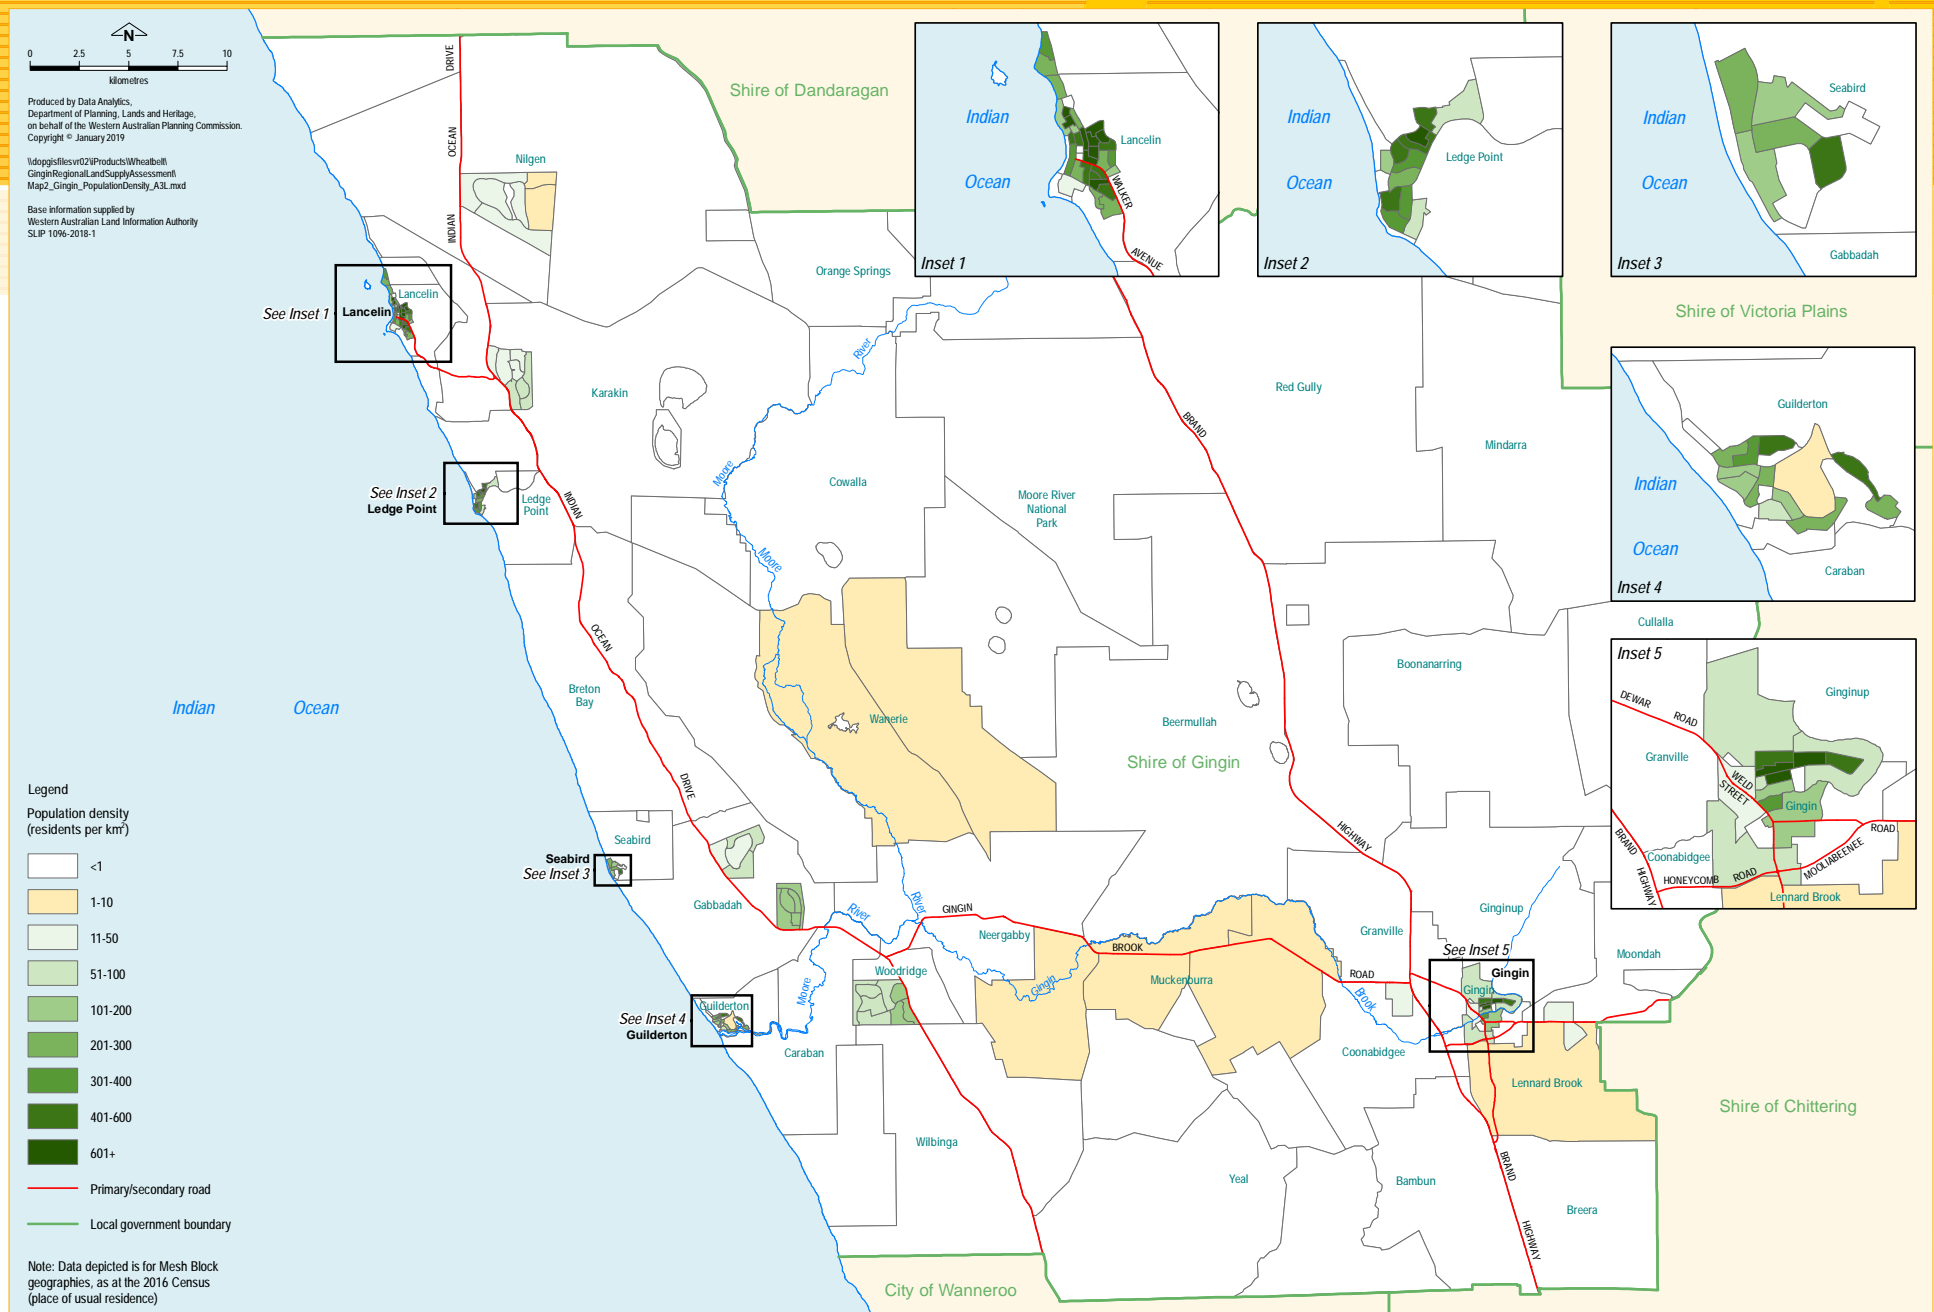 N
0 2.5 5 7.5 10
kilometres
Produced by Data Analytics,
Department of Planning, Lands and Heritage,
on behalf of the Western Australian Planning Commission.
Copyright © January 2019
\\dopgisfilesvr02\iProducts\Wheatbelt\
GinginRegionalLandSupplyAssessment\
Map2_Gingin_PopulationDensity_A3L.mxd
Base information supplied by
Western Australian Land Information Authority
SLIP 1096-2018-1
Shire of Dandaragan
Nilgen
INDIAN OCEAN DRIVE
Orange Springs
See Inset 1
Lancelin
Lancelin
Karakin
River
Moore
Moore
Cowalla
Moore River
National
Park
Red Gully
Mindarra
BRAND
See Inset 2
Ledge Point
Ledge
Point
INDIAN
OCEAN
DRIVE
Breton
Bay
Wanerie
Beermullah
Shire of Gingin
Boonanarring
Cullalla
Indian Ocean
HIGHWAY
Seabird
Seabird
See Inset 3
Gabbadah
River
River
GINGIN
Neergabby
BROOK
Woodridge
Gingin
Muckenburra
ROAD
Brook
Granville
Ginginup
See Inset 5
Gingin
Gingin
Moondah
Moore
See Inset 4
Guilderton
Guilderton
Caraban
Coonabidgee
Lennard Brook
Wilbinga
Yeal
Bambun
BRAND
HIGHWAY
Breera
Shire of Chittering
City of Wanneroo
Shire of Victoria Plains
Indian
Ocean
Lancelin
WALKER
AVENUE
Inset 1
Indian
Ocean
Ledge Point
Inset 2
Indian
Ocean
Seabird
Gabbadah
Inset 3
Guilderton
Indian
Ocean
Caraban
Inset 4
Inset 5
DEWAR ROAD
Ginginup
Granville
WELD
STREET
Gingin
BRAND
HIGHWAY
Coonabidgee
HONEYCOMB ROAD
MOOLIABEENEE
ROAD
Lennard Brook
Legend
Population density
(residents per km²)
<1
1-10
11-50
51-100
101-200
201-300
301-400
401-600
601+
Primary/secondary road
Local government boundary
Note: Data depicted is for Mesh Block
geographies, as at the 2016 Census
(place of usual residence)